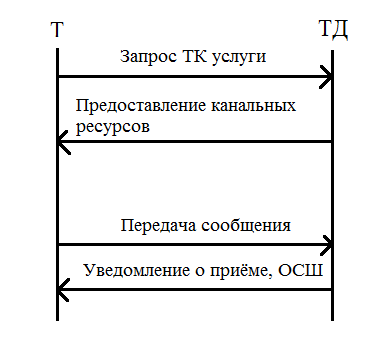 Т ТД
Запрос ТК услуги
Предоставление канальных
ресурсов
Передача сообщения
Уведомление о приёме, ОСШ